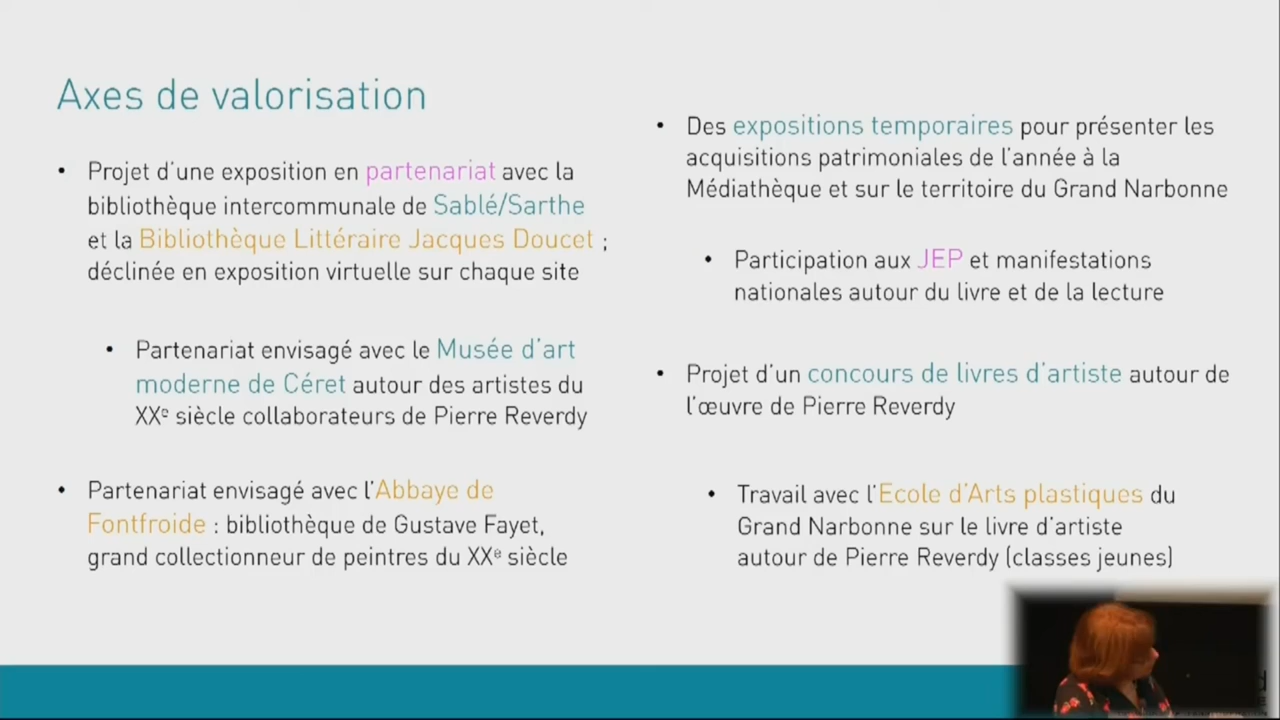 Axes de valorisation
• Projet d'une exposition en partenariat avec la
bibliothèque intercommunale de Sablé/Sarthe
et la Bibliothèque Littéraire Jacques Doucet ;
déclinée en exposition virtuelle sur chaque site
• Partenariat envisagé avec le Musée d'art
moderne de Céret autour des artistes du
XXᵉ siècle collaborateurs de Pierre Reverdy
• Partenariat envisagé avec l'Abbaye de
Fontfroide : bibliothèque de Gustave Fayet,
grand collectionneur de peintres du XXᵉ siècle
• Des expositions temporaires pour présenter les
acquisitions patrimoniales de l'année à la
Médiathèque et sur le territoire du Grand Narbonne
• Participation aux JEP et manifestations
nationales autour du livre et de la lecture
• Projet d'un concours de livres d'artiste autour de
l'œuvre de Pierre Reverdy
• Travail avec l'Ecole d'Arts plastiques du
Grand Narbonne sur le livre d'artiste
autour de Pierre Reverdy (classes jeunes)